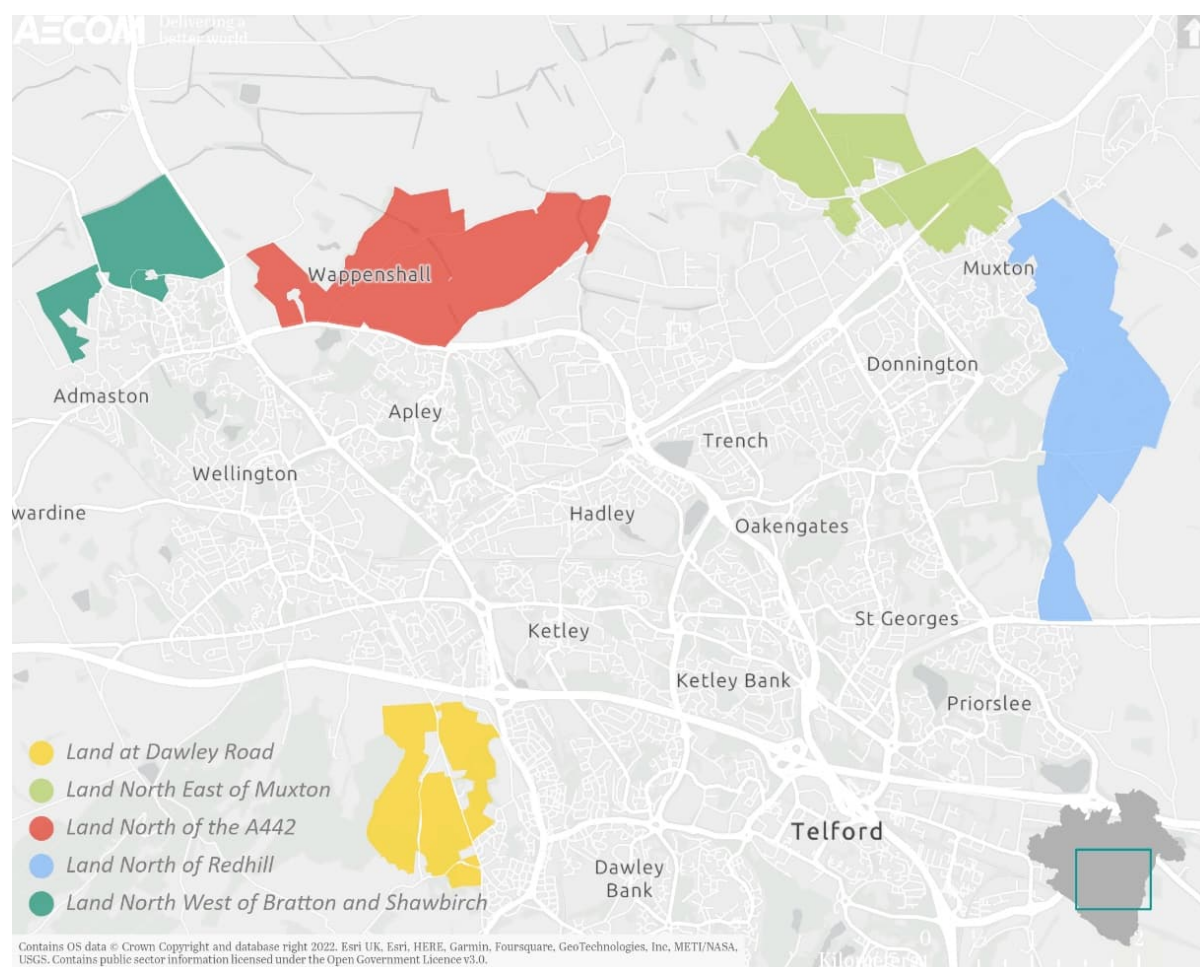 AECOM
Delivering a
better world
Wappenshall
Muxton
Donnington
Admaston
Apley
Trench
Wellington
wardine
Hadley
Oakengates
St Georges
Ketley
Ketley Bank
Priorslee
Land at Dawley Road
Land North East of Muxton
Land North of the A442
Telford
Land North of Redhill
Dawley
Bank
Land North West of Bratton and Shawbirch
0 1 2
Kilometers
Contains OS data © Crown Copyright and database right 2022. Esri UK, Esri, HERE, Garmin, Foursquare, GeoTechnologies, Inc, METI/NASA,
USGS. Contains public sector information licensed under the Open Government Licence v3.0.